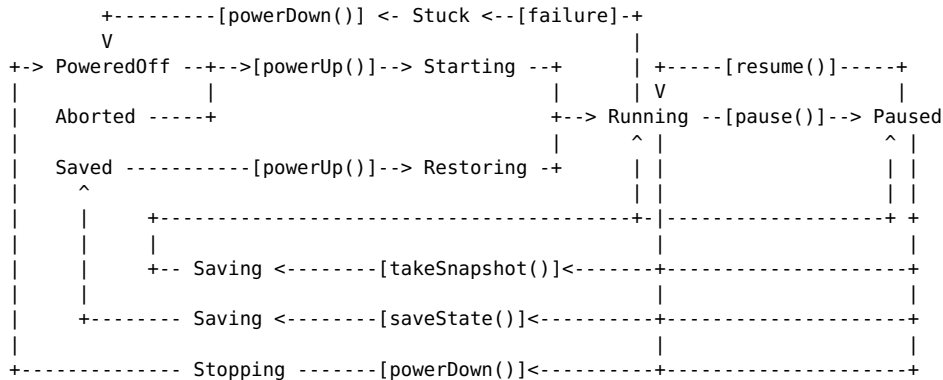 +---------[powerDown()] <- Stuck <--[failure]-+
V                                             |
+-> PoweredOff --+-->[powerUp()]--> Starting --+      | +-----[resume()]-----+
|                |                             |      | V                    |
|   Aborted -----+                             +--> Running --[pause()]--> Paused
|                                              |      ^ |                   ^ |
|   Saved -----------[powerUp()]--> Restoring -+      | |                   | |
|     ^                                               | |                   | |
|     |     +-----------------------------------------+-|-------------------+ +
|     |     |                                           |                     |
|     |     +-- Saving <--------[takeSnapshot()]<-------+---------------------+
|     |                                                 |                     |
|     +-------- Saving <--------[saveState()]<----------+---------------------+
|                                                       |                     |
+-------------- Stopping -------[powerDown()]<----------+---------------------+